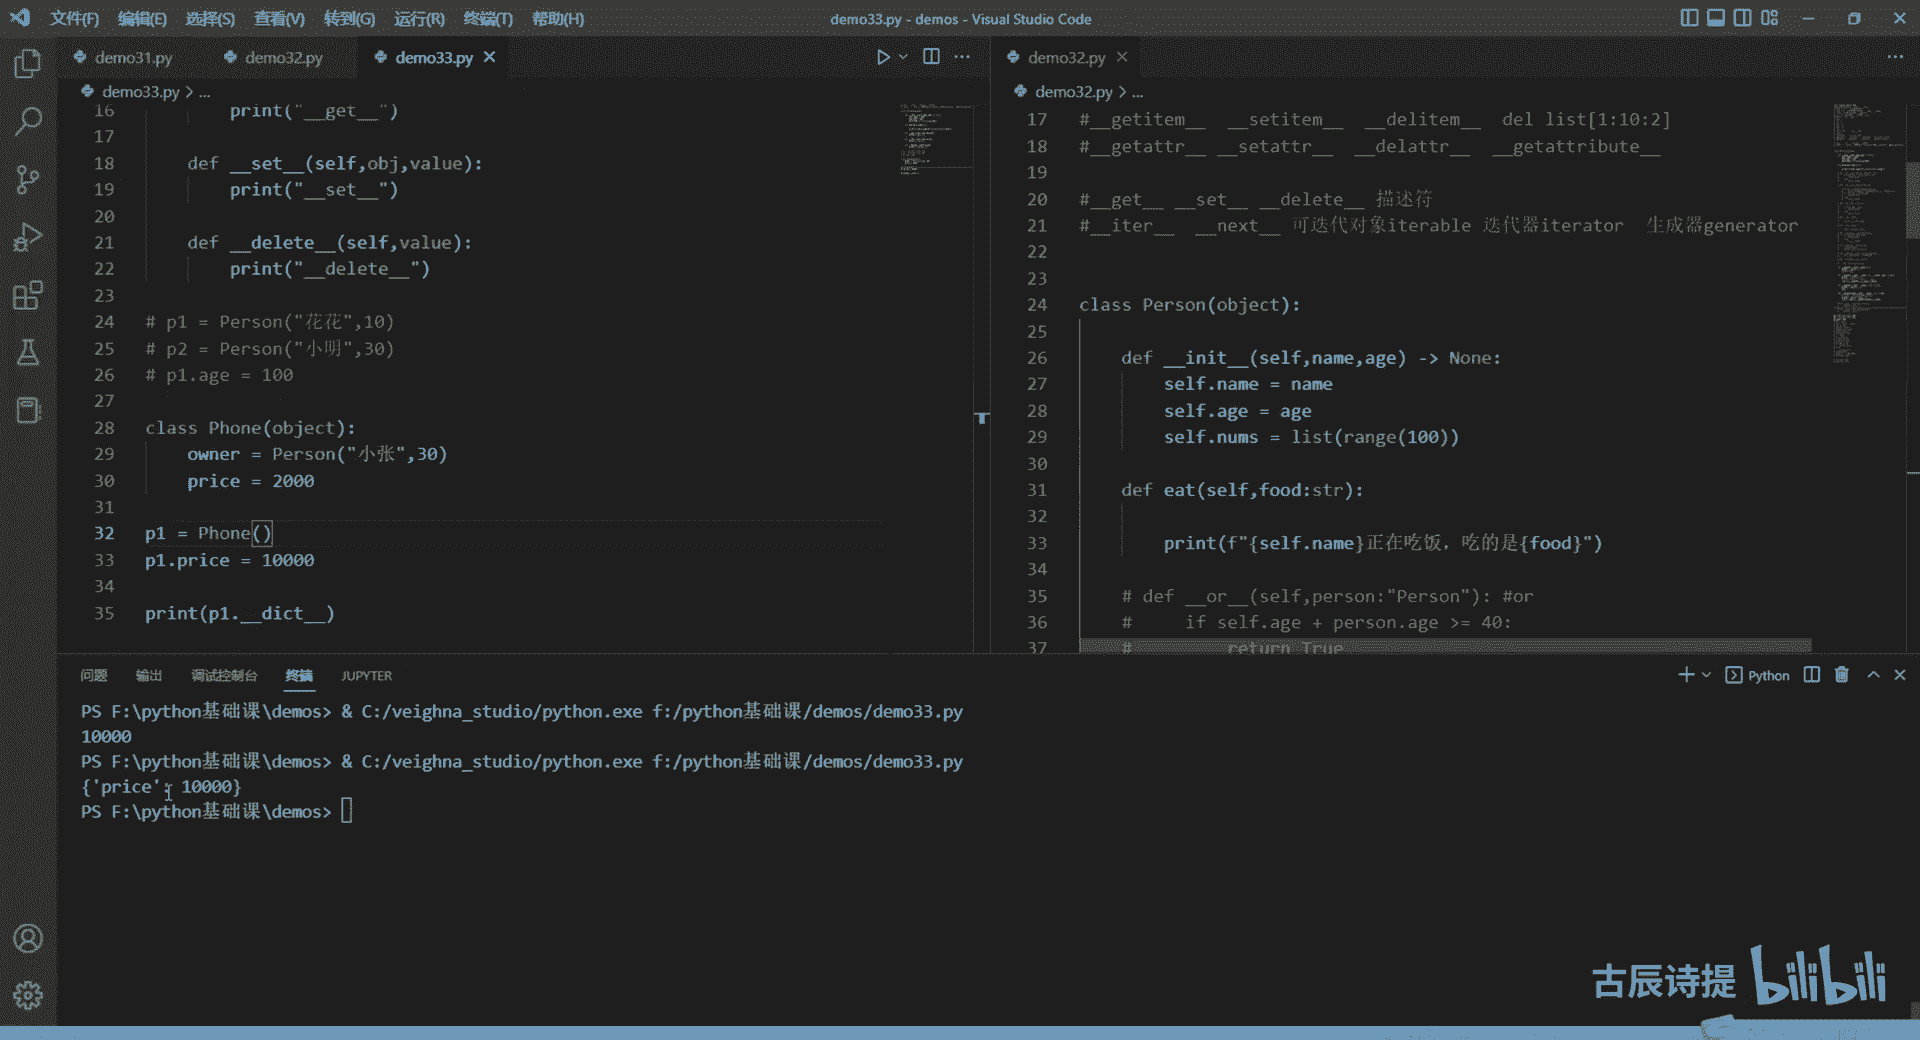 文件(F) 编辑(E) 选择(S) 查看(V) 转到(G) 运行(R) 终端(T) 帮助(H) demo33.py - demos - Visual Studio Code
demo31.py demo32.py demo33.py
demo33.py > ...
16 print("__get__")
17
18 def __set__(self,obj,value):
19 print("__set__")
20
21 def __delete__(self,value):
22 print("__delete__")
23
24 # p1 = Person("花花",10)
25 # p2 = Person("小明",30)
26 # p1.age = 100
27
28 class Phone(object):
29 owner = Person("小张",30)
30 price = 2000
31
32 p1 = Phone()
33 p1.price = 10000
34
35 print(p1.__dict__)
demo32.py
demo32.py > ...
17 #__getitem__ __setitem__ __delitem__ del list[1:10:2]
18 #__getattr__ __setattr__ __delattr__ __getattribute__
19
20 #__get__ __set__ __delete__ 描述符
21 #__iter__ __next__ 可迭代对象iterable 迭代器iterator 生成器generator
22
23
24 class Person(object):
25
26 def __init__(self,name,age) -> None:
27 self.name = name
28 self.age = age
29 self.nums = list(range(100))
30
31 def eat(self,food:str):
32
33 print(f"{self.name}正在吃饭，吃的是{food}")
34
35 # def __or__(self,person:"Person"): #or
36 # if self.age + person.age >= 40:
37 # return True
问题 输出 调试控制台 终端 JUPYTER Python
PS F:\python基础课\demos> & C:/veighna_studio/python.exe f:/python基础课/demos/demo33.py
10000
PS F:\python基础课\demos> & C:/veighna_studio/python.exe f:/python基础课/demos/demo33.py
{'price': 10000}
PS F:\python基础课\demos>
古辰诗提 bilibili